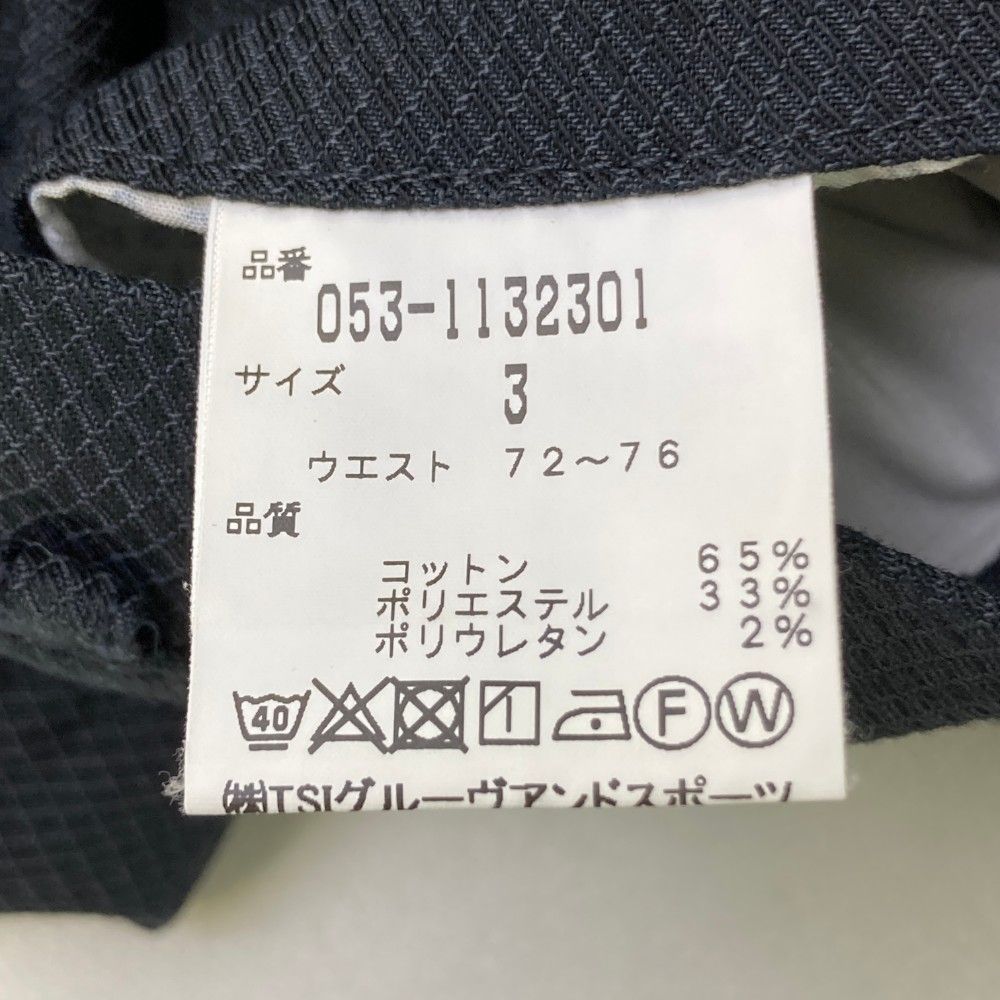 品番
053-1132301
サイズ 3
ウエスト 72~76
品質
コットン 65%
ポリエステル 33%
ポリウレタン 2%
40 F W
㈱TSIグルーヴアンドスポーツ